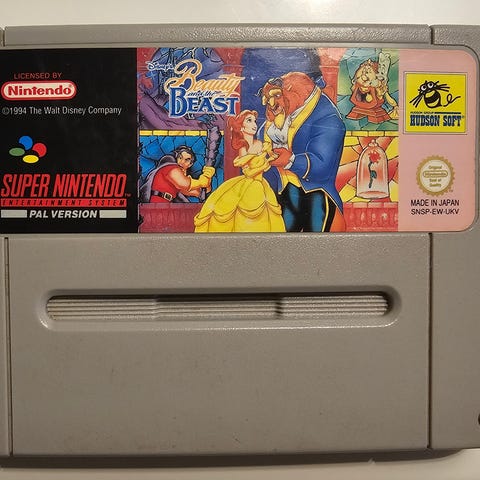 LICENSED BY
Nintendo
©1994 The Walt Disney Company
SUPER NINTENDO
ENTERTAINMENT SYSTEM
PAL VERSION
Disney's
Beauty
and the
BEAST
HUDSON SOFT
Original
Nintendo
Seal of
Quality
MADE IN JAPAN
SNSP-EW-UKV